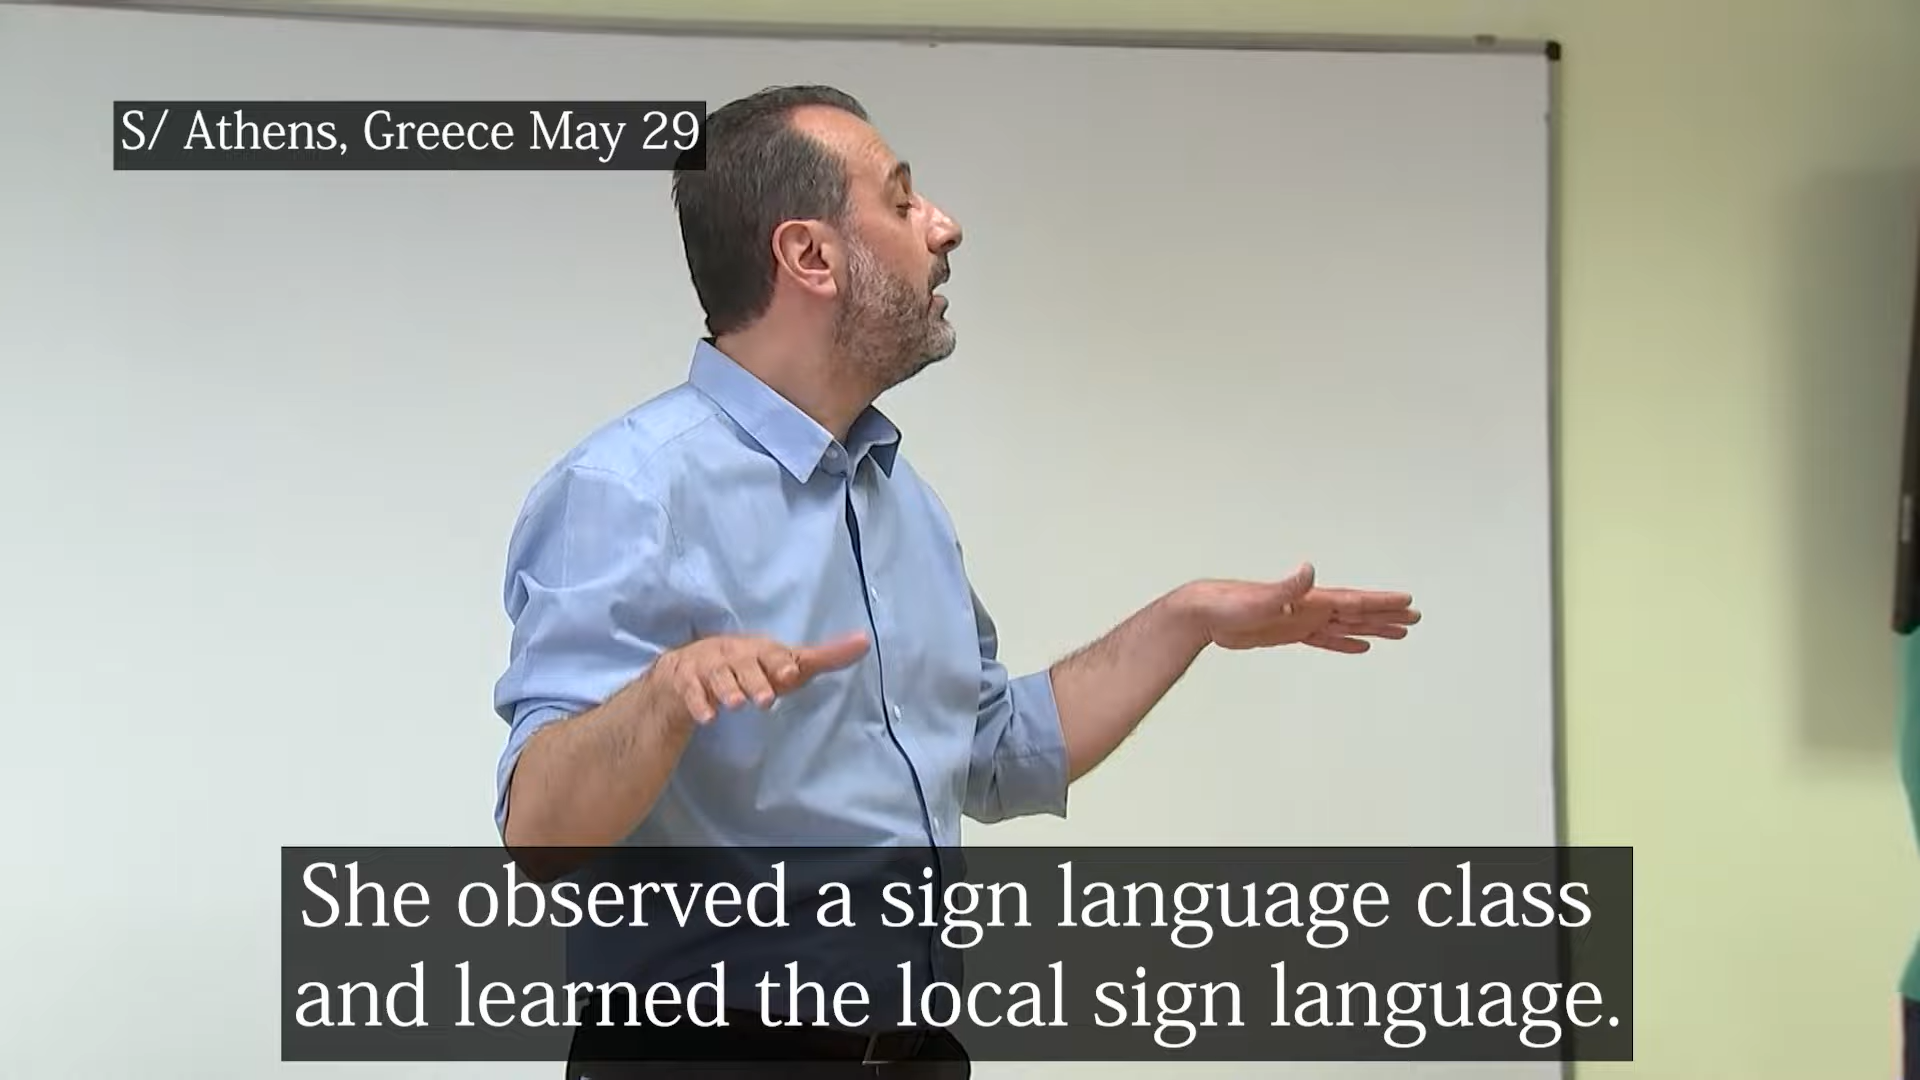 S/ Athens, Greece May 29
She observed a sign language class
and learned the local sign language.